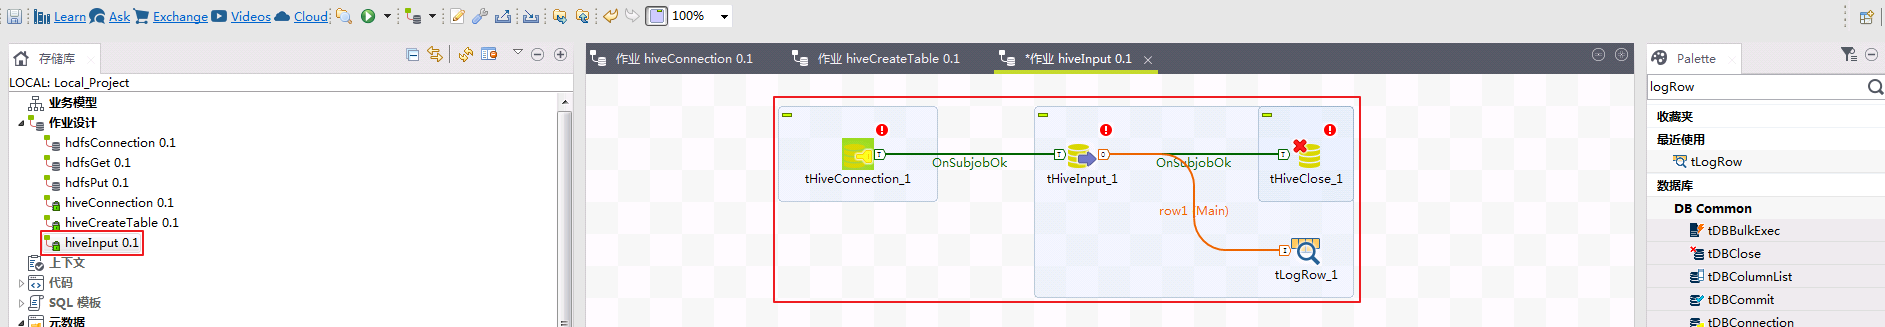 Learn Ask Exchange Videos Cloud 100%
存储库
LOCAL: Local_Project
业务模型
作业设计
hdfsConnection 0.1
hdfsGet 0.1
hdfsPut 0.1
hiveConnection 0.1
hiveCreateTable 0.1
hiveInput 0.1
上下文
代码
SQL 模板
元数据
作业 hiveConnection 0.1
作业 hiveCreateTable 0.1
*作业 hiveInput 0.1
OnSubjobOk
OnSubjobOk
tHiveConnection_1
tHiveInput_1
tHiveClose_1
row1 (Main)
tLogRow_1
Palette
logRow
收藏夹
最近使用
tLogRow
数据库
DB Common
tDBBulkExec
tDBClose
tDBColumnList
tDBCommit
tDBConnection